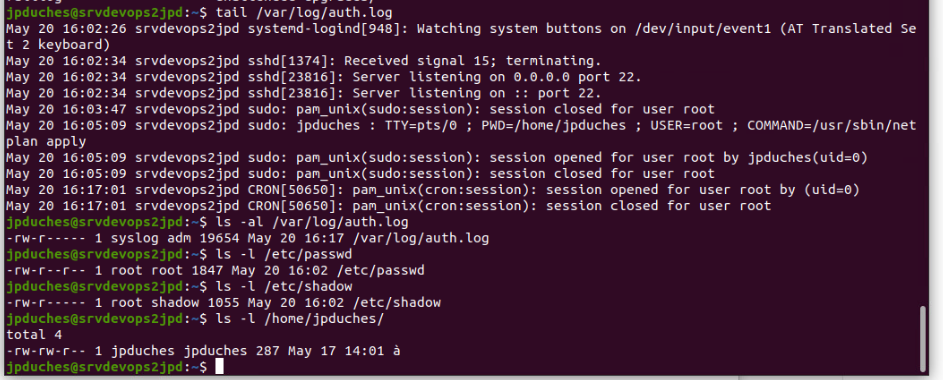 jpduches@srvdevops2jpd:~$ tail /var/log/auth.log
May 20 16:02:26 srvdevops2jpd systemd-logind[948]: Watching system buttons on /dev/input/event1 (AT Translated Se
t 2 keyboard)
May 20 16:02:34 srvdevops2jpd sshd[1374]: Received signal 15; terminating.
May 20 16:02:34 srvdevops2jpd sshd[23816]: Server listening on 0.0.0.0 port 22.
May 20 16:02:34 srvdevops2jpd sshd[23816]: Server listening on :: port 22.
May 20 16:03:47 srvdevops2jpd sudo: pam_unix(sudo:session): session closed for user root
May 20 16:05:09 srvdevops2jpd sudo: jpduches : TTY=pts/0 ; PWD=/home/jpduches ; USER=root ; COMMAND=/usr/sbin/net
plan apply
May 20 16:05:09 srvdevops2jpd sudo: pam_unix(sudo:session): session opened for user root by jpduches(uid=0)
May 20 16:05:09 srvdevops2jpd sudo: pam_unix(sudo:session): session closed for user root
May 20 16:17:01 srvdevops2jpd CRON[50650]: pam_unix(cron:session): session opened for user root by (uid=0)
May 20 16:17:01 srvdevops2jpd CRON[50650]: pam_unix(cron:session): session closed for user root
jpduches@srvdevops2jpd:~$ ls -al /var/log/auth.log
-rw-r----- 1 syslog adm 19654 May 20 16:17 /var/log/auth.log
jpduches@srvdevops2jpd:~$ ls -l /etc/passwd
-rw-r--r-- 1 root root 1847 May 20 16:02 /etc/passwd
jpduches@srvdevops2jpd:~$ ls -l /etc/shadow
-rw-r----- 1 root shadow 1055 May 20 16:02 /etc/shadow
jpduches@srvdevops2jpd:~$ ls -l /home/jpduches/
total 4
-rw-rw-r-- 1 jpduches jpduches 287 May 17 14:01 à
jpduches@srvdevops2jpd:~$